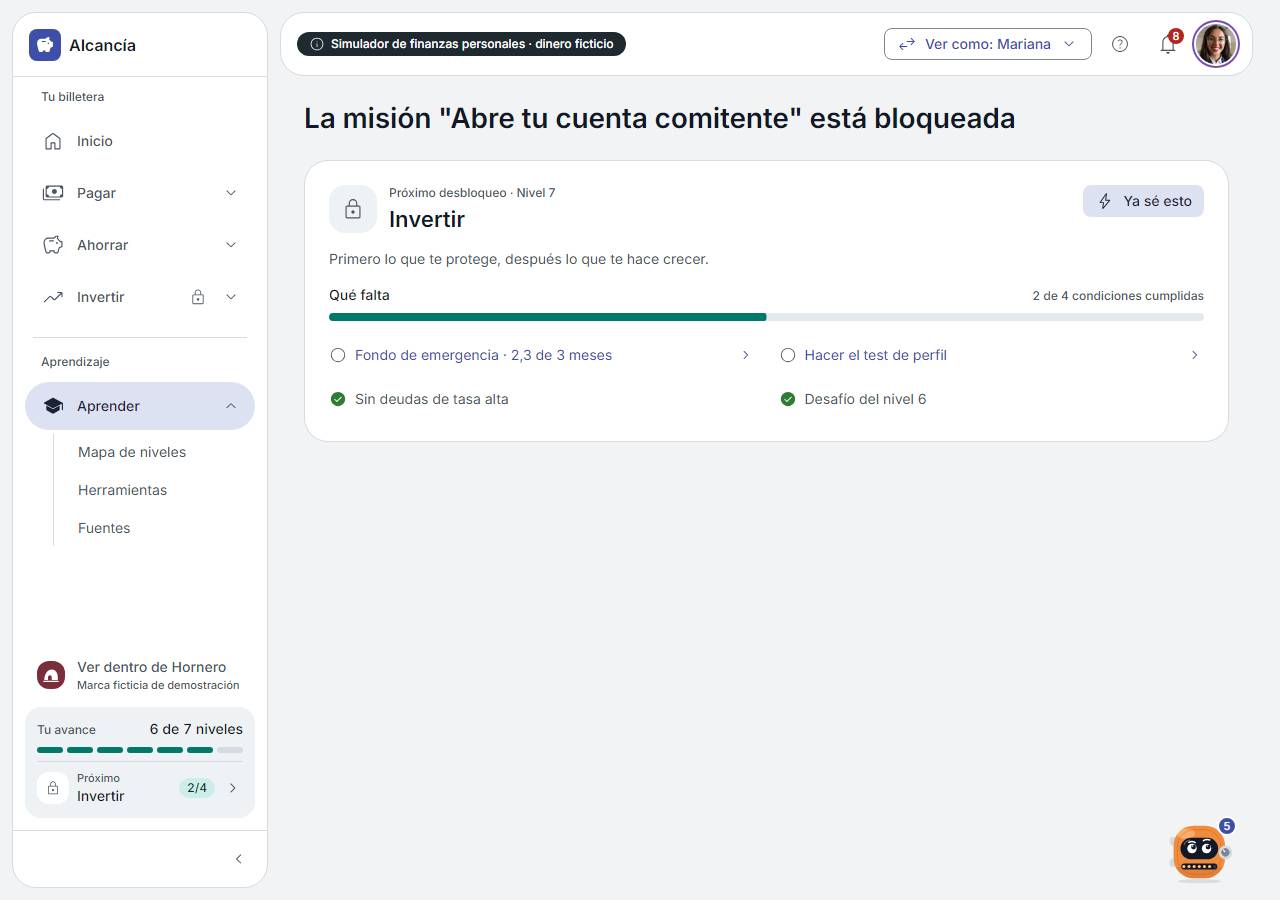 Alcancía
Simulador de finanzas personales · dinero ficticio
Ver como: Mariana
8
Tu billetera
Inicio
Pagar
Ahorrar
Invertir
Aprendizaje
Aprender
Mapa de niveles
Herramientas
Fuentes
Ver dentro de Hornero
Marca ficticia de demostración
Tu avance
6 de 7 niveles
Próximo
Invertir
2/4
La misión "Abre tu cuenta comitente" está bloqueada
Próximo desbloqueo · Nivel 7
Invertir
Ya sé esto
Primero lo que te protege, después lo que te hace crecer.
Qué falta
2 de 4 condiciones cumplidas
Fondo de emergencia · 2,3 de 3 meses
Hacer el test de perfil
Sin deudas de tasa alta
Desafío del nivel 6
5